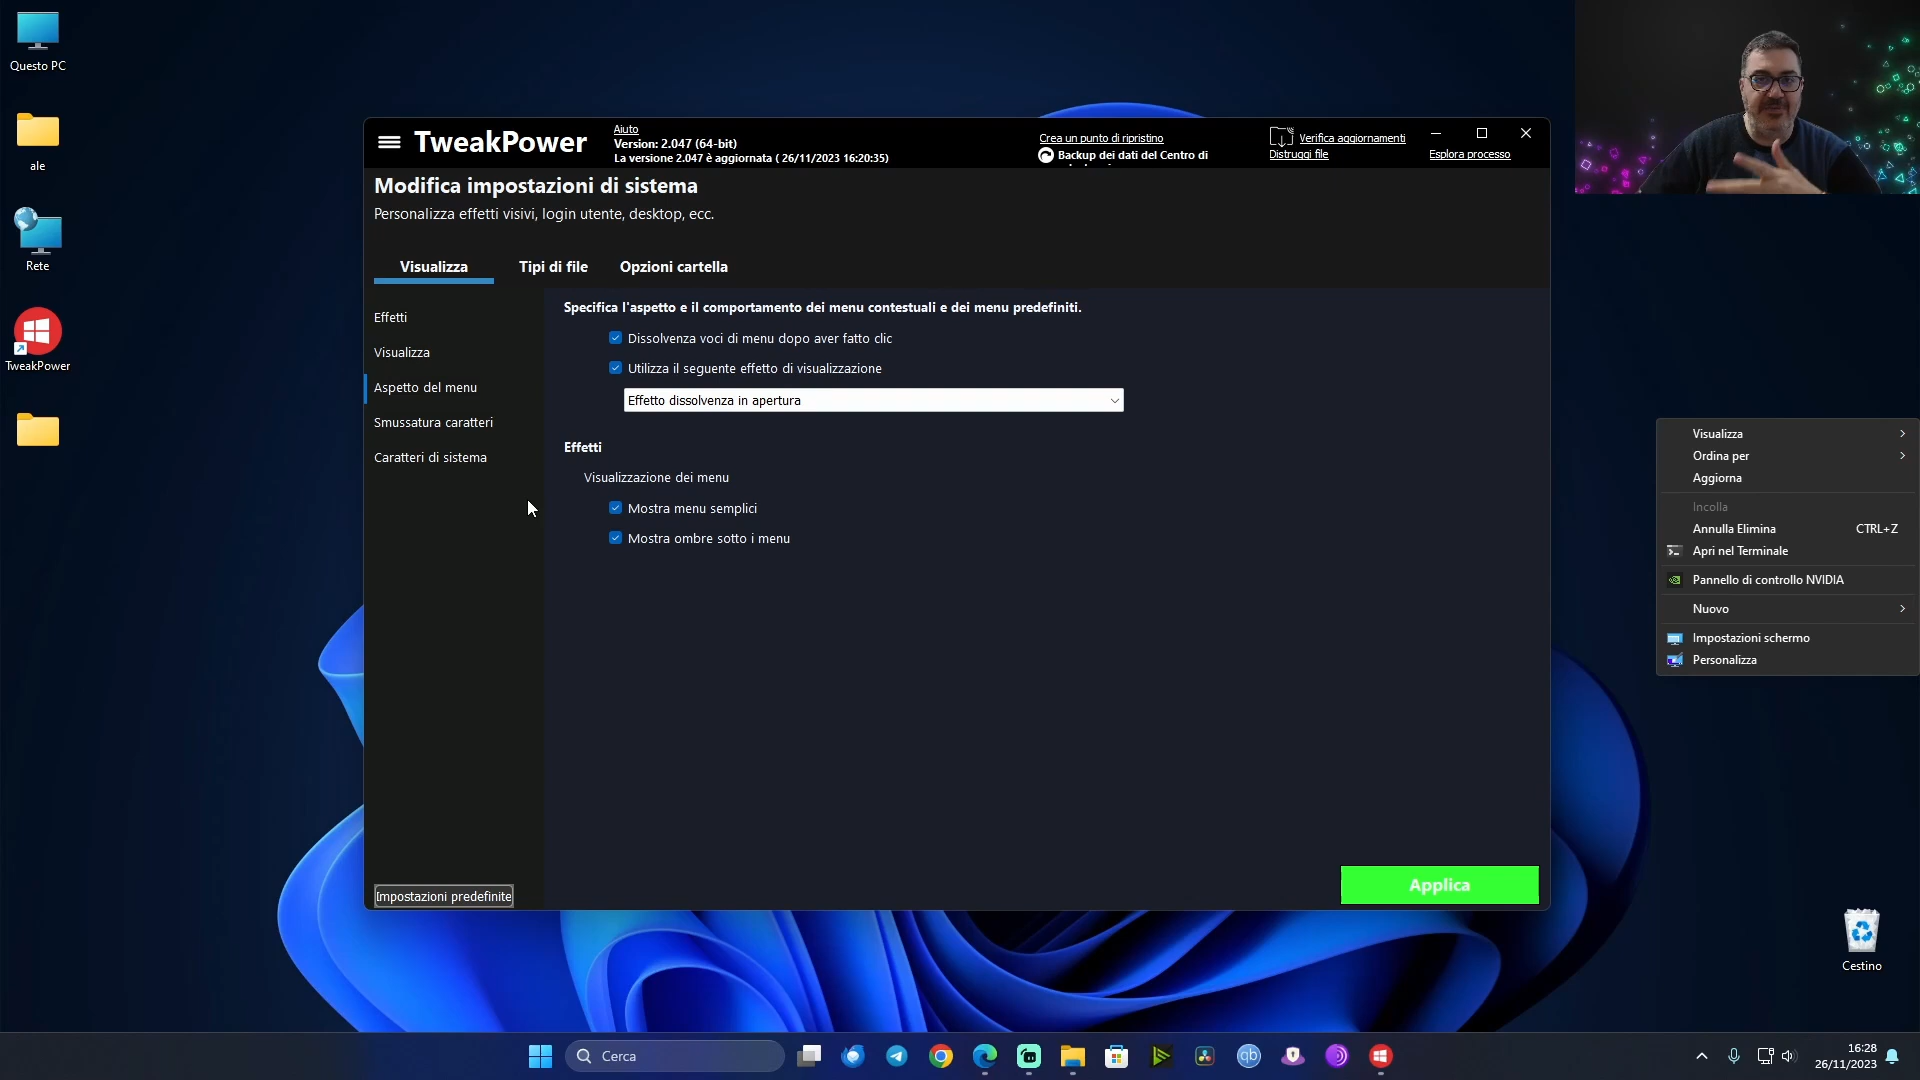 Questo PC
ale
Rete
TweakPower
TweakPower
Aiuto
Version: 2.047 (64-bit)
La versione 2.047 è aggiornata ( 26/11/2023 16:20:35)
Crea un punto di ripristino
Backup dei dati del Centro di
Verifica aggiornamenti
Distruggi file
Esplora processo
Modifica impostazioni di sistema
Personalizza effetti visivi, login utente, desktop, ecc.
Visualizza
Tipi di file
Opzioni cartella
Effetti
Visualizza
Aspetto del menu
Smussatura caratteri
Caratteri di sistema
Impostazioni predefinite
Specifica l'aspetto e il comportamento dei menu contestuali e dei menu predefiniti.
Dissolvenza voci di menu dopo aver fatto clic
Utilizza il seguente effetto di visualizzazione
Effetto dissolvenza in apertura
Effetti
Visualizzazione dei menu
Mostra menu semplici
Mostra ombre sotto i menu
Applica
Visualizza
Ordina per
Aggiorna
Incolla
Annulla Elimina CTRL+Z
Apri nel Terminale
Pannello di controllo NVIDIA
Nuovo
Impostazioni schermo
Personalizza
Cestino
Cerca
qb
16:28
26/11/2023